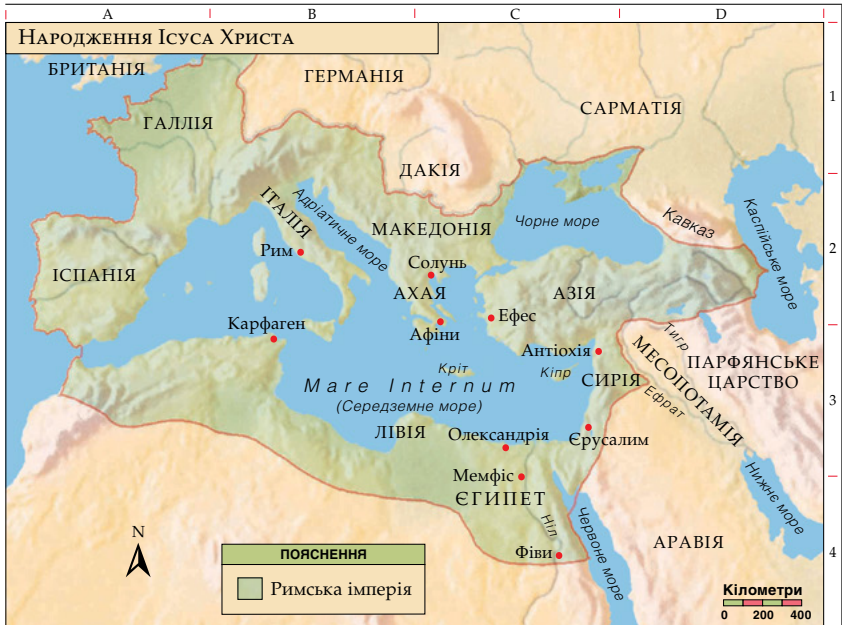 A B C D
НАРОДЖЕННЯ ІСУСА ХРИСТА
БРИТАНІЯ
ГЕРМАНІЯ
1
САРМАТІЯ
ГАЛЛІЯ
ДАКІЯ
ІТАЛІЯ
Адріатичне море
МАКЕДОНІЯ
Чорне море
Кавказ
Каспійське море
2
Рим
Солунь
ІСПАНІЯ
АХАЯ
АЗІЯ
Ефес
Карфаген
Афіни
Антіохія
Тигр
МЕСОПОТАМІЯ
ПАРФЯНСЬКЕ
ЦАРСТВО
Кріт
Кіпр
СИРІЯ
Mare Internum
(Середземне море)
Ефрат
3
ЛІВІЯ
Олександрія
Єрусалим
Мемфіс
ЄГИПЕТ
Нижнє море
Ніл
Червоне море
АРАВІЯ
N
4
Фіви
ПОЯСНЕННЯ
Римська імперія
Кілометри
0 200 400